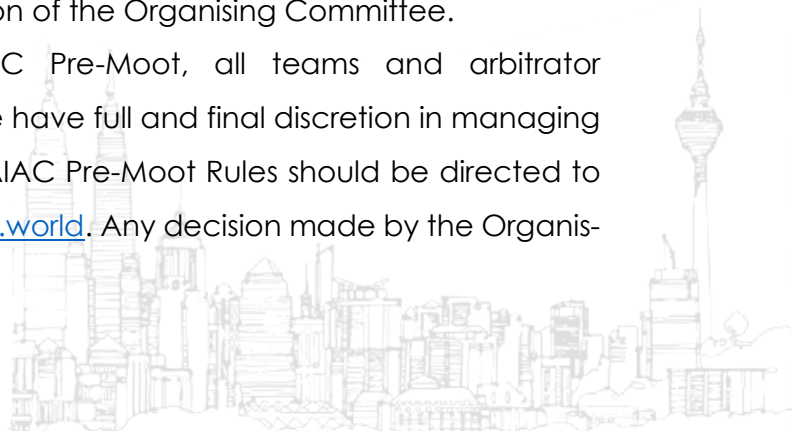 on of the Organising Committee.
C Pre-Moot, all teams and arbitrator
e have full and final discretion in managing
AIAC Pre-Moot Rules should be directed to
.world. Any decision made by the Organis-